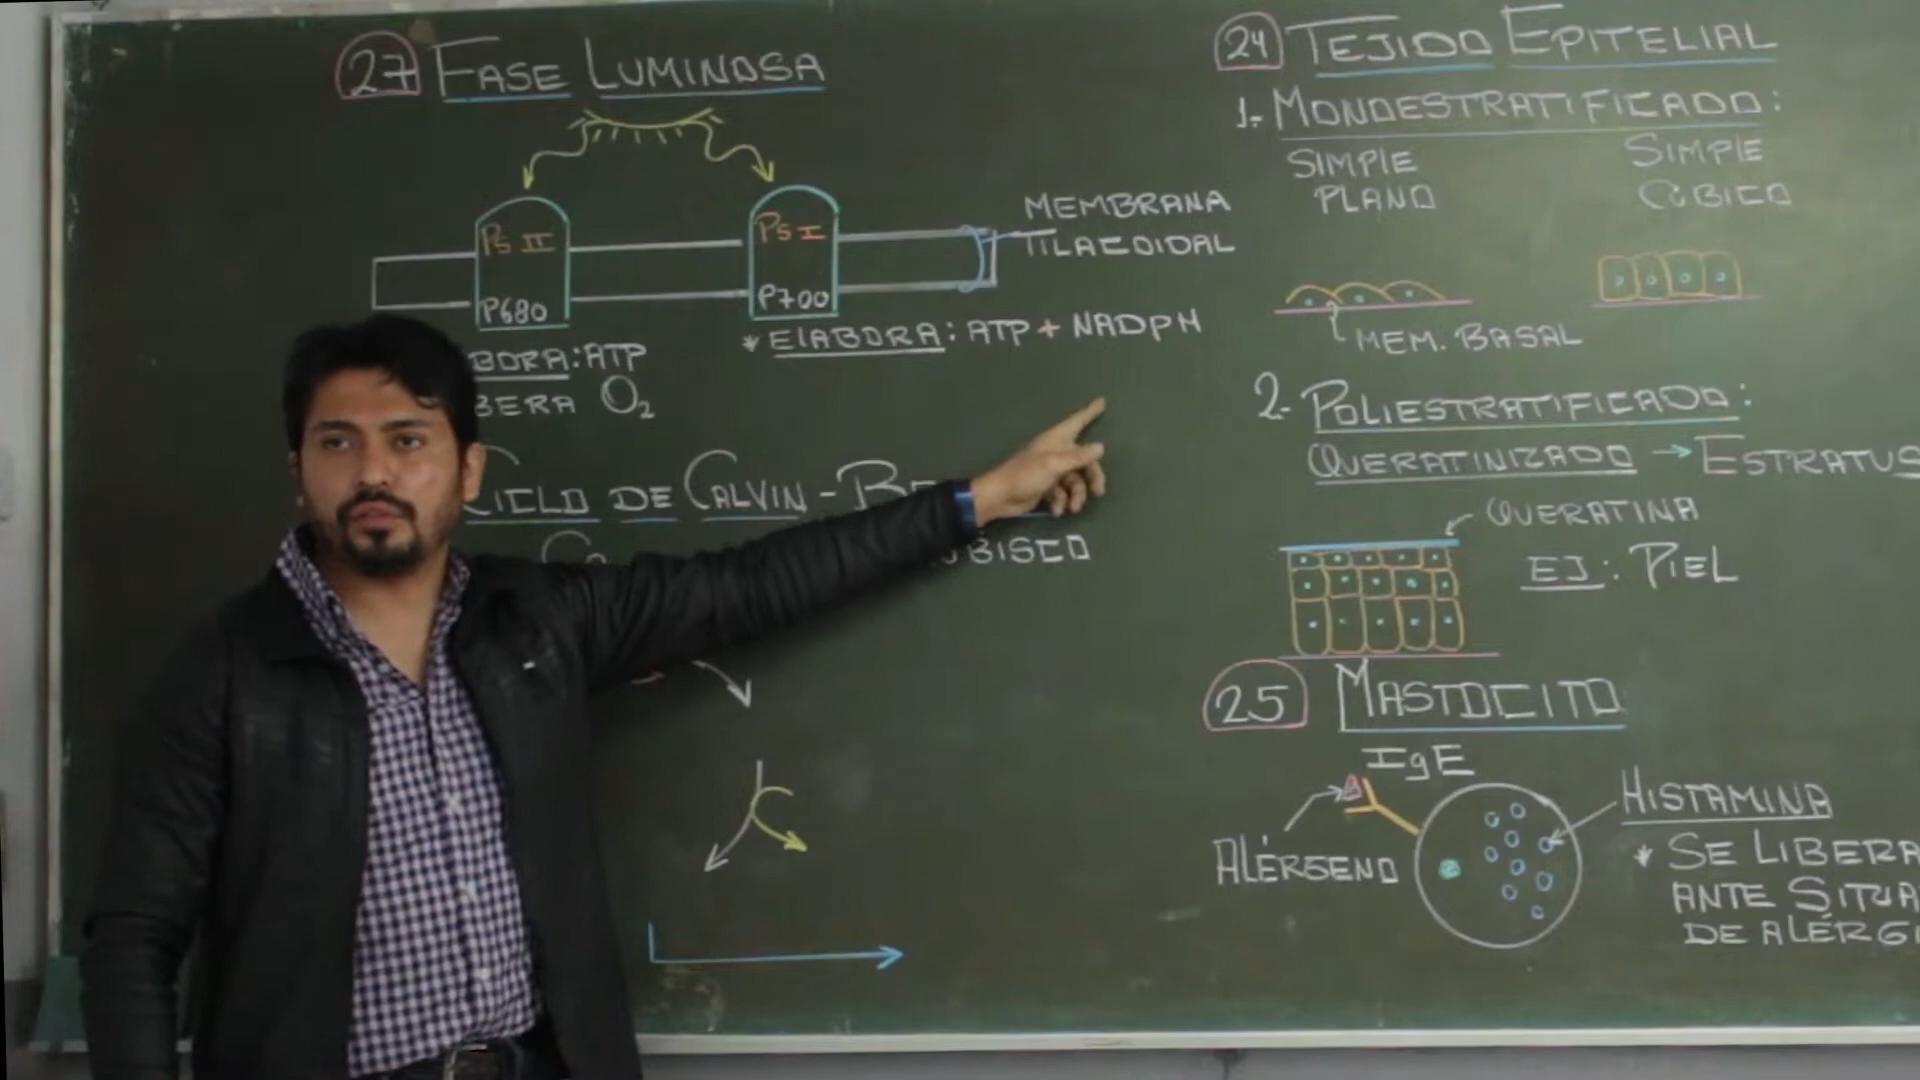 27 FASE LUMINOSA
PS II
P680
PS I
P700
MEMBRANA
TILACOIDAL
BORA: ATP
BERA O2
* ELABORA: ATP + NADPH
CICLO DE CALVIN - BE
BISCO
24 TEJIDO EPITELIAL
1.- MONOESTRATIFICADO:
SIMPLE
PLANO
SIMPLE
CÚBICO
MEM. BASAL
2.- POLIESTRATIFICADO:
QUERATINIZADO → ESTRATUS
QUERATINA
EJ: PIEL
25 MASTOCITO
IgE
ALÉRGENO
HISTAMINA
* SE LIBERA
ANTE SITUA
DE ALÉRGI